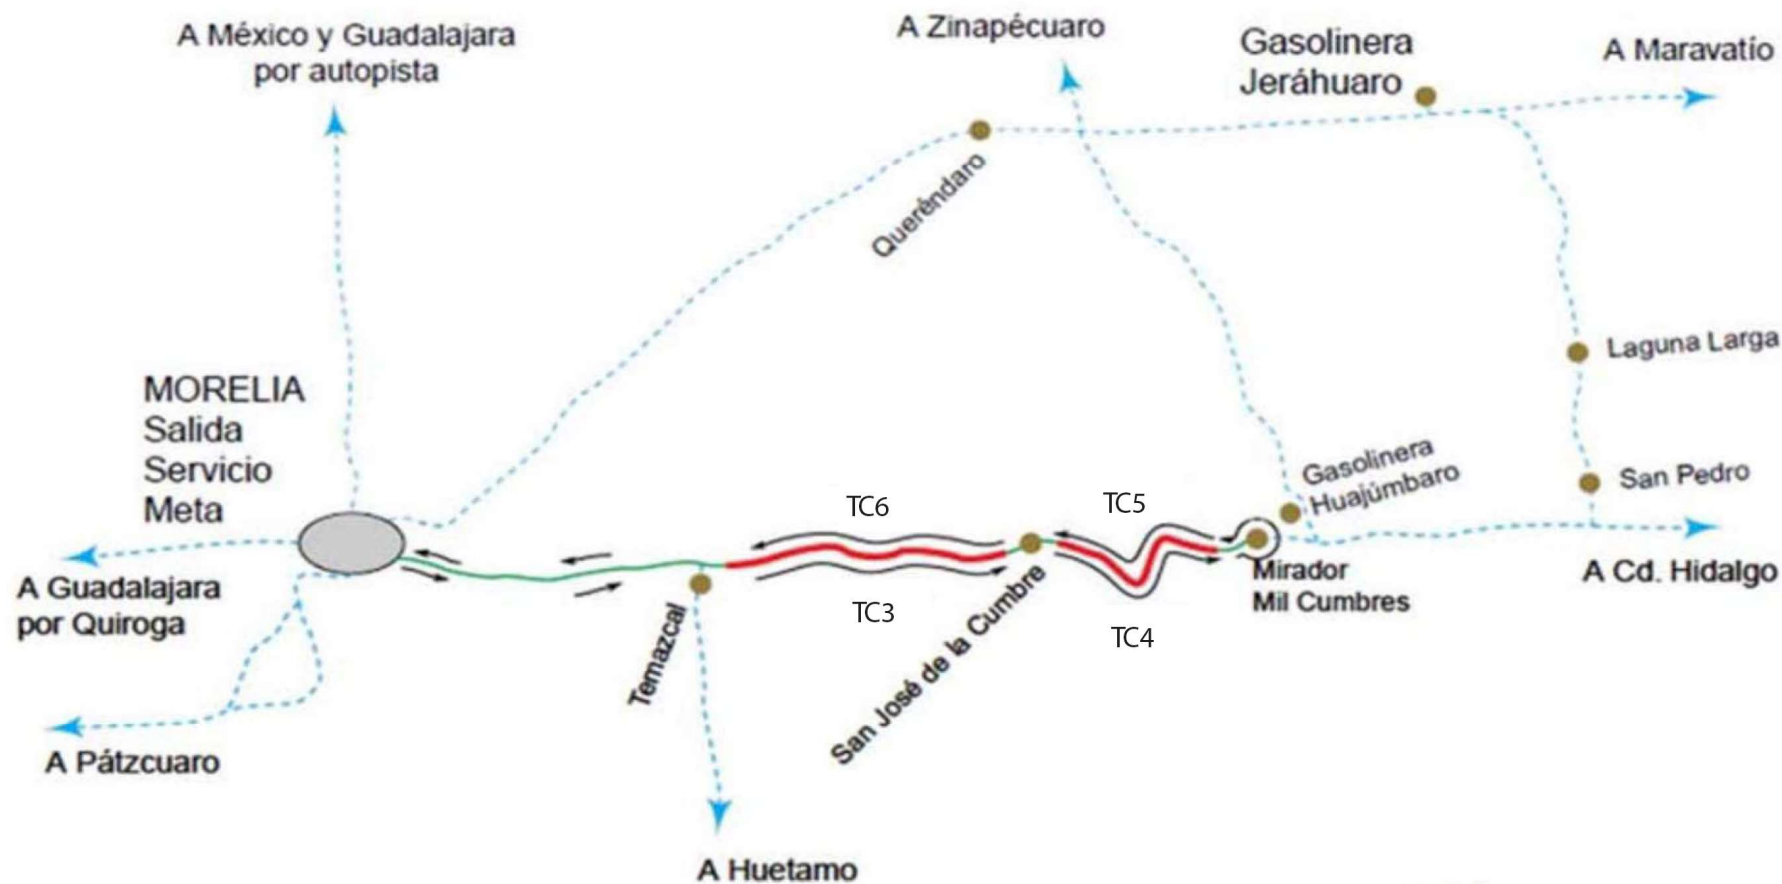 A México y Guadalajara
por autopista
A Zinapécuaro
Gasolinera
Jeráhuaro
A Maravatío
Queréndaro
Laguna Larga
MORELIA
Salida
Servicio
Meta
Gasolinera
Huajúmbaro
San Pedro
TC6
TC5
A Guadalajara
por Quiroga
Mirador
Mil Cumbres
A Cd. Hidalgo
TC3
TC4
Temazcal
San José de la Cumbre
A Pátzcuaro
A Huetamo